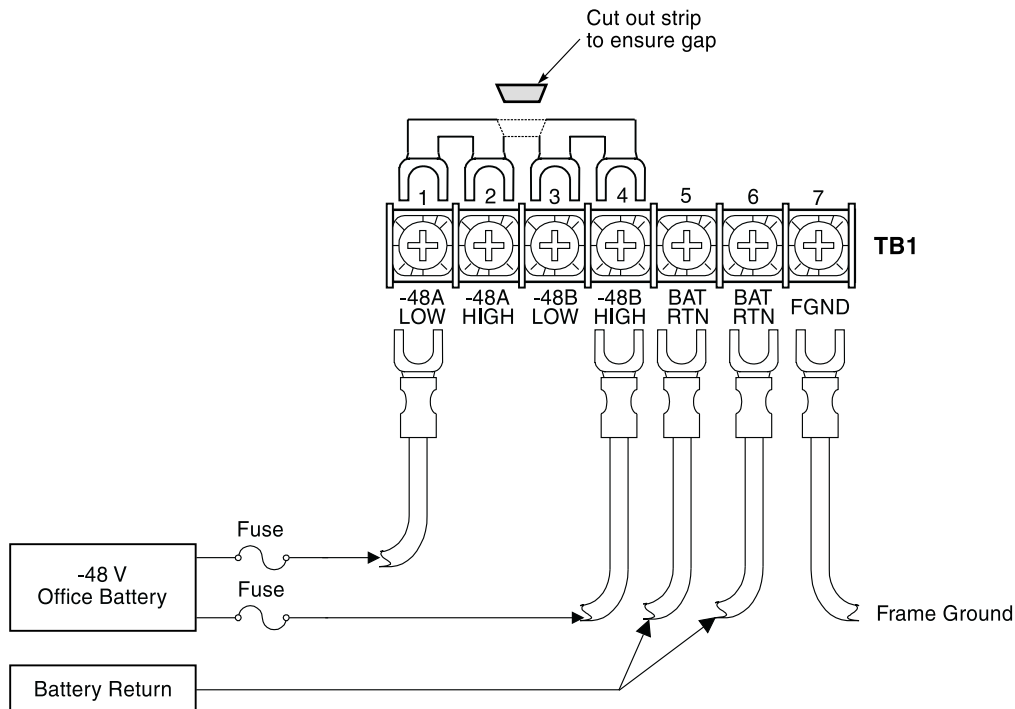 Cut out strip
to ensure gap
1 2 3 4 5 6 7
TB1
-48A
LOW
-48A
HIGH
-48B
LOW
-48B
HIGH
BAT
RTN
BAT
RTN
FGND
Fuse
-48 V
Office Battery
Fuse
Frame Ground
Battery Return